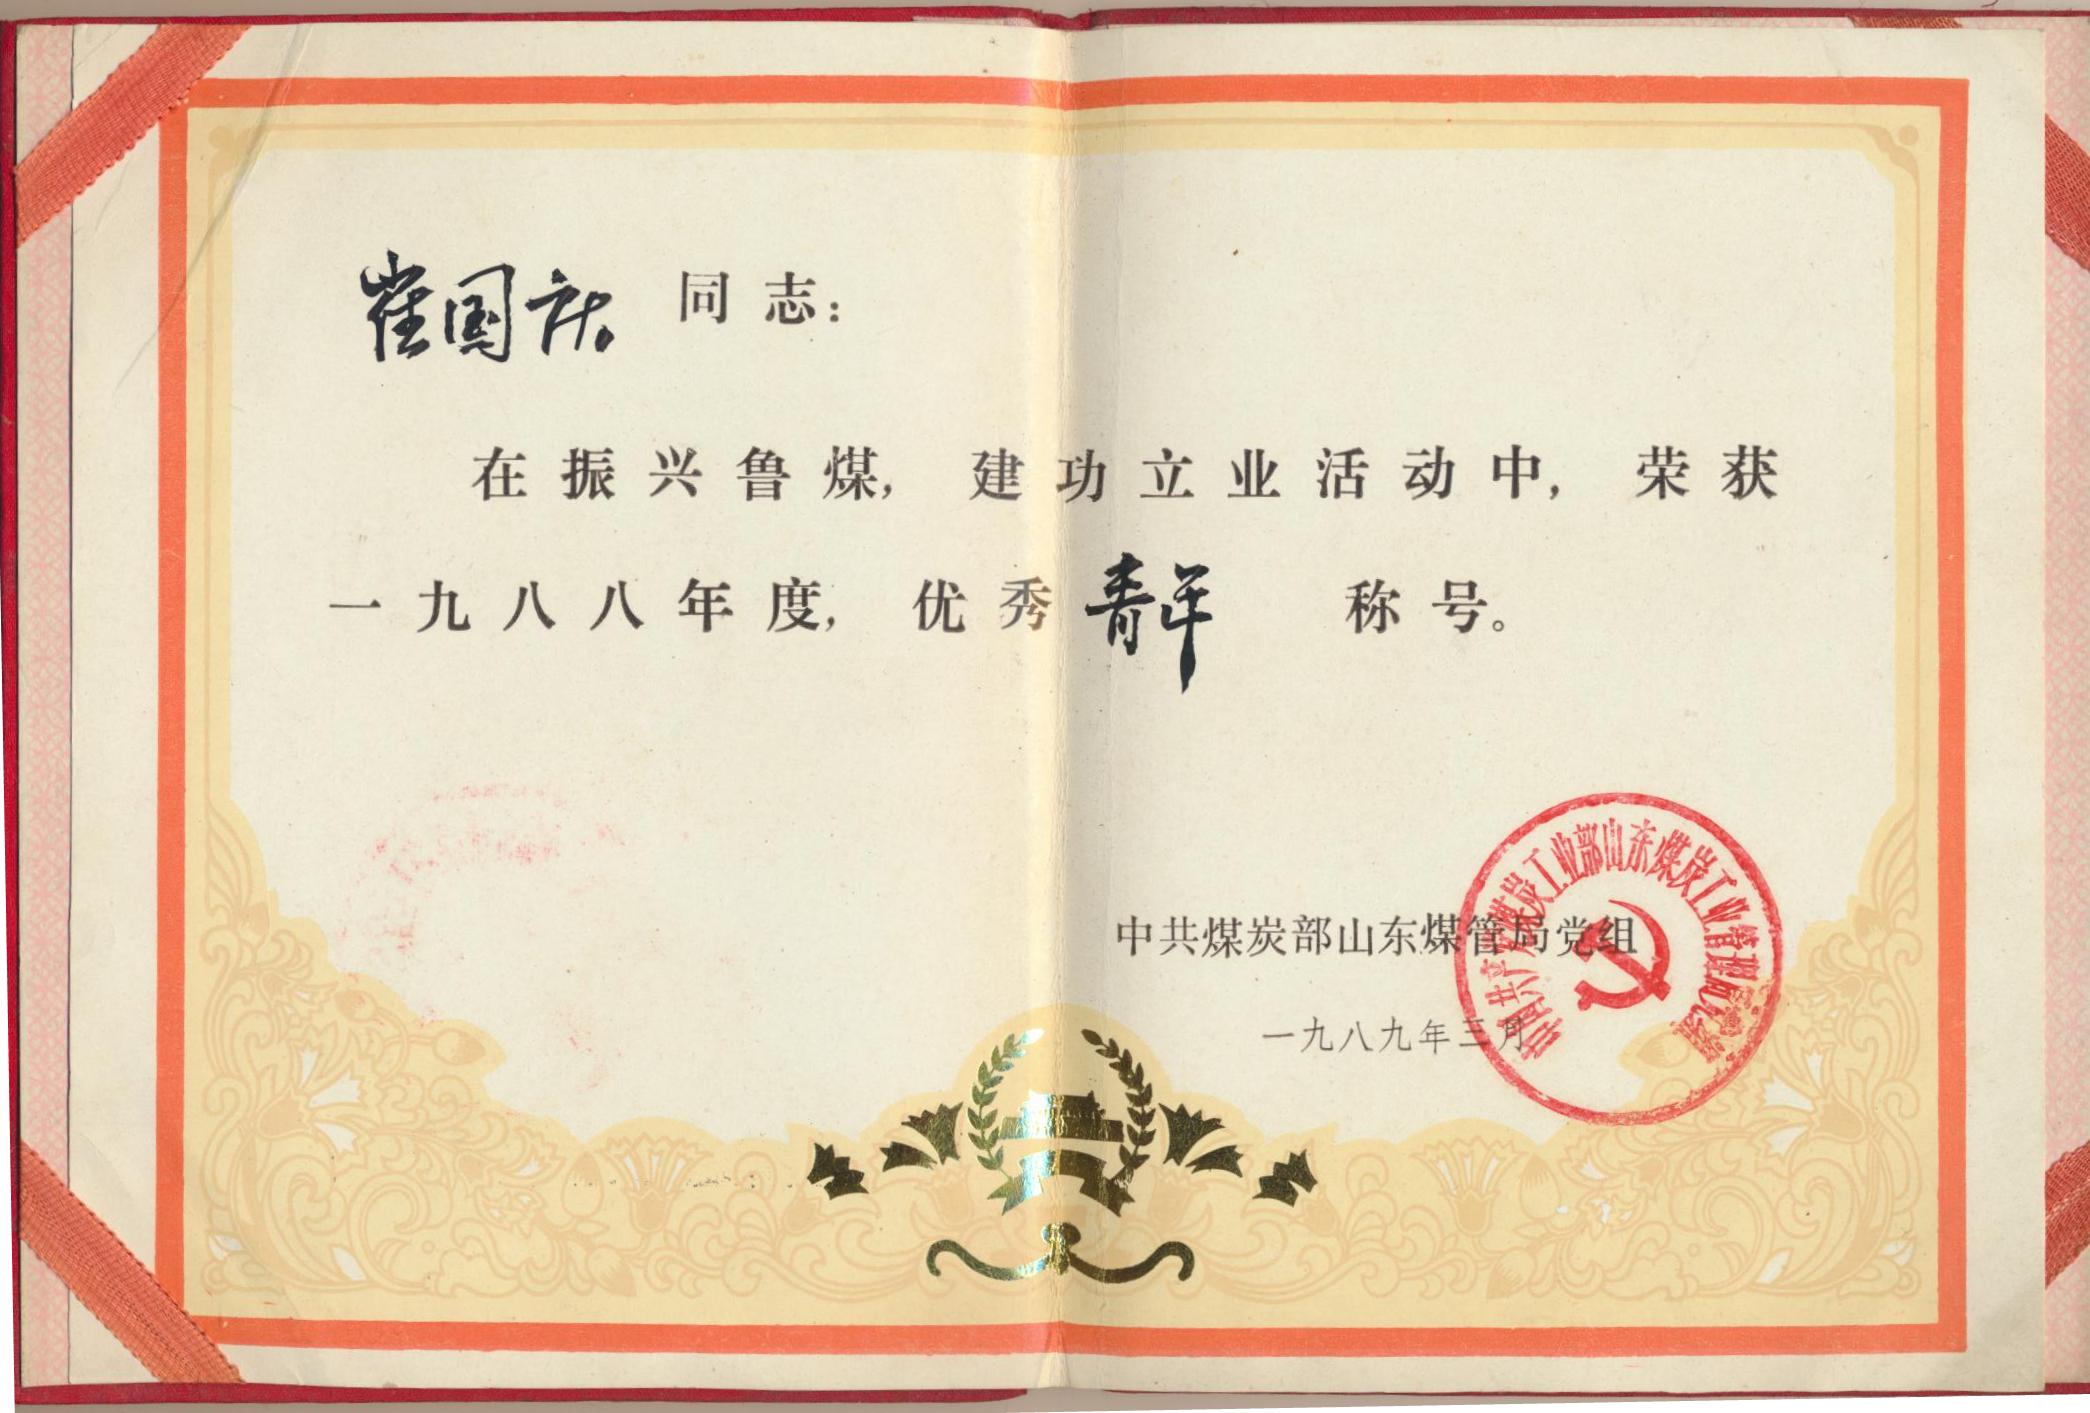 崔国庆 同志：
在振兴鲁煤，建功立业活动中，荣获
一九八八年度，优秀青年 称号。
中共煤炭部山东煤管局党组
一九八九年三月